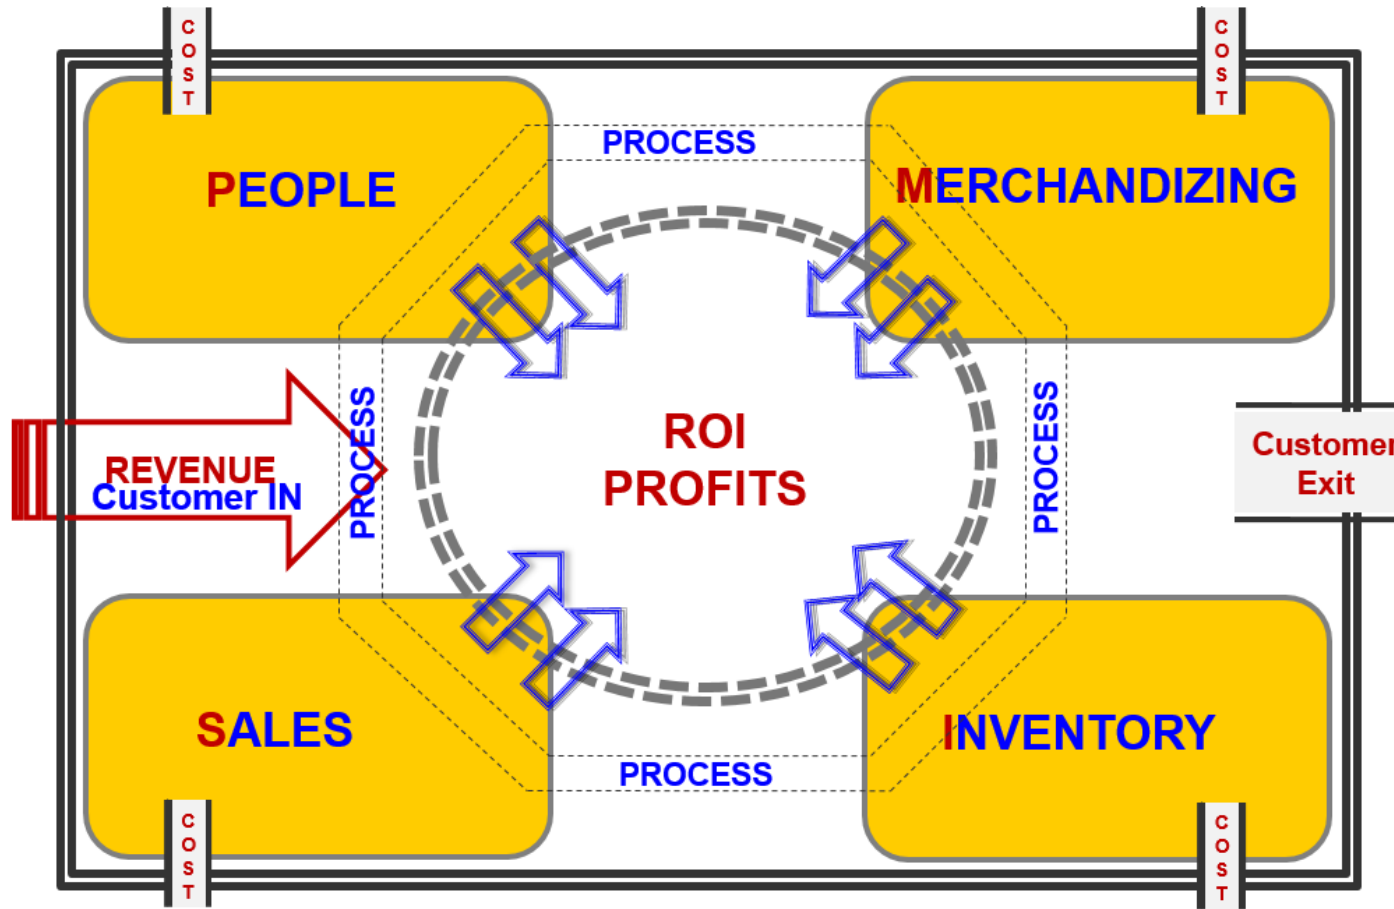 COST
COST
PROCESS
PEOPLE
MERCHANDIZING
PROCESS
PROCESS
ROI
PROFITS
REVENUE
Customer IN
Customer
Exit
SALES
INVENTORY
PROCESS
COST
COST